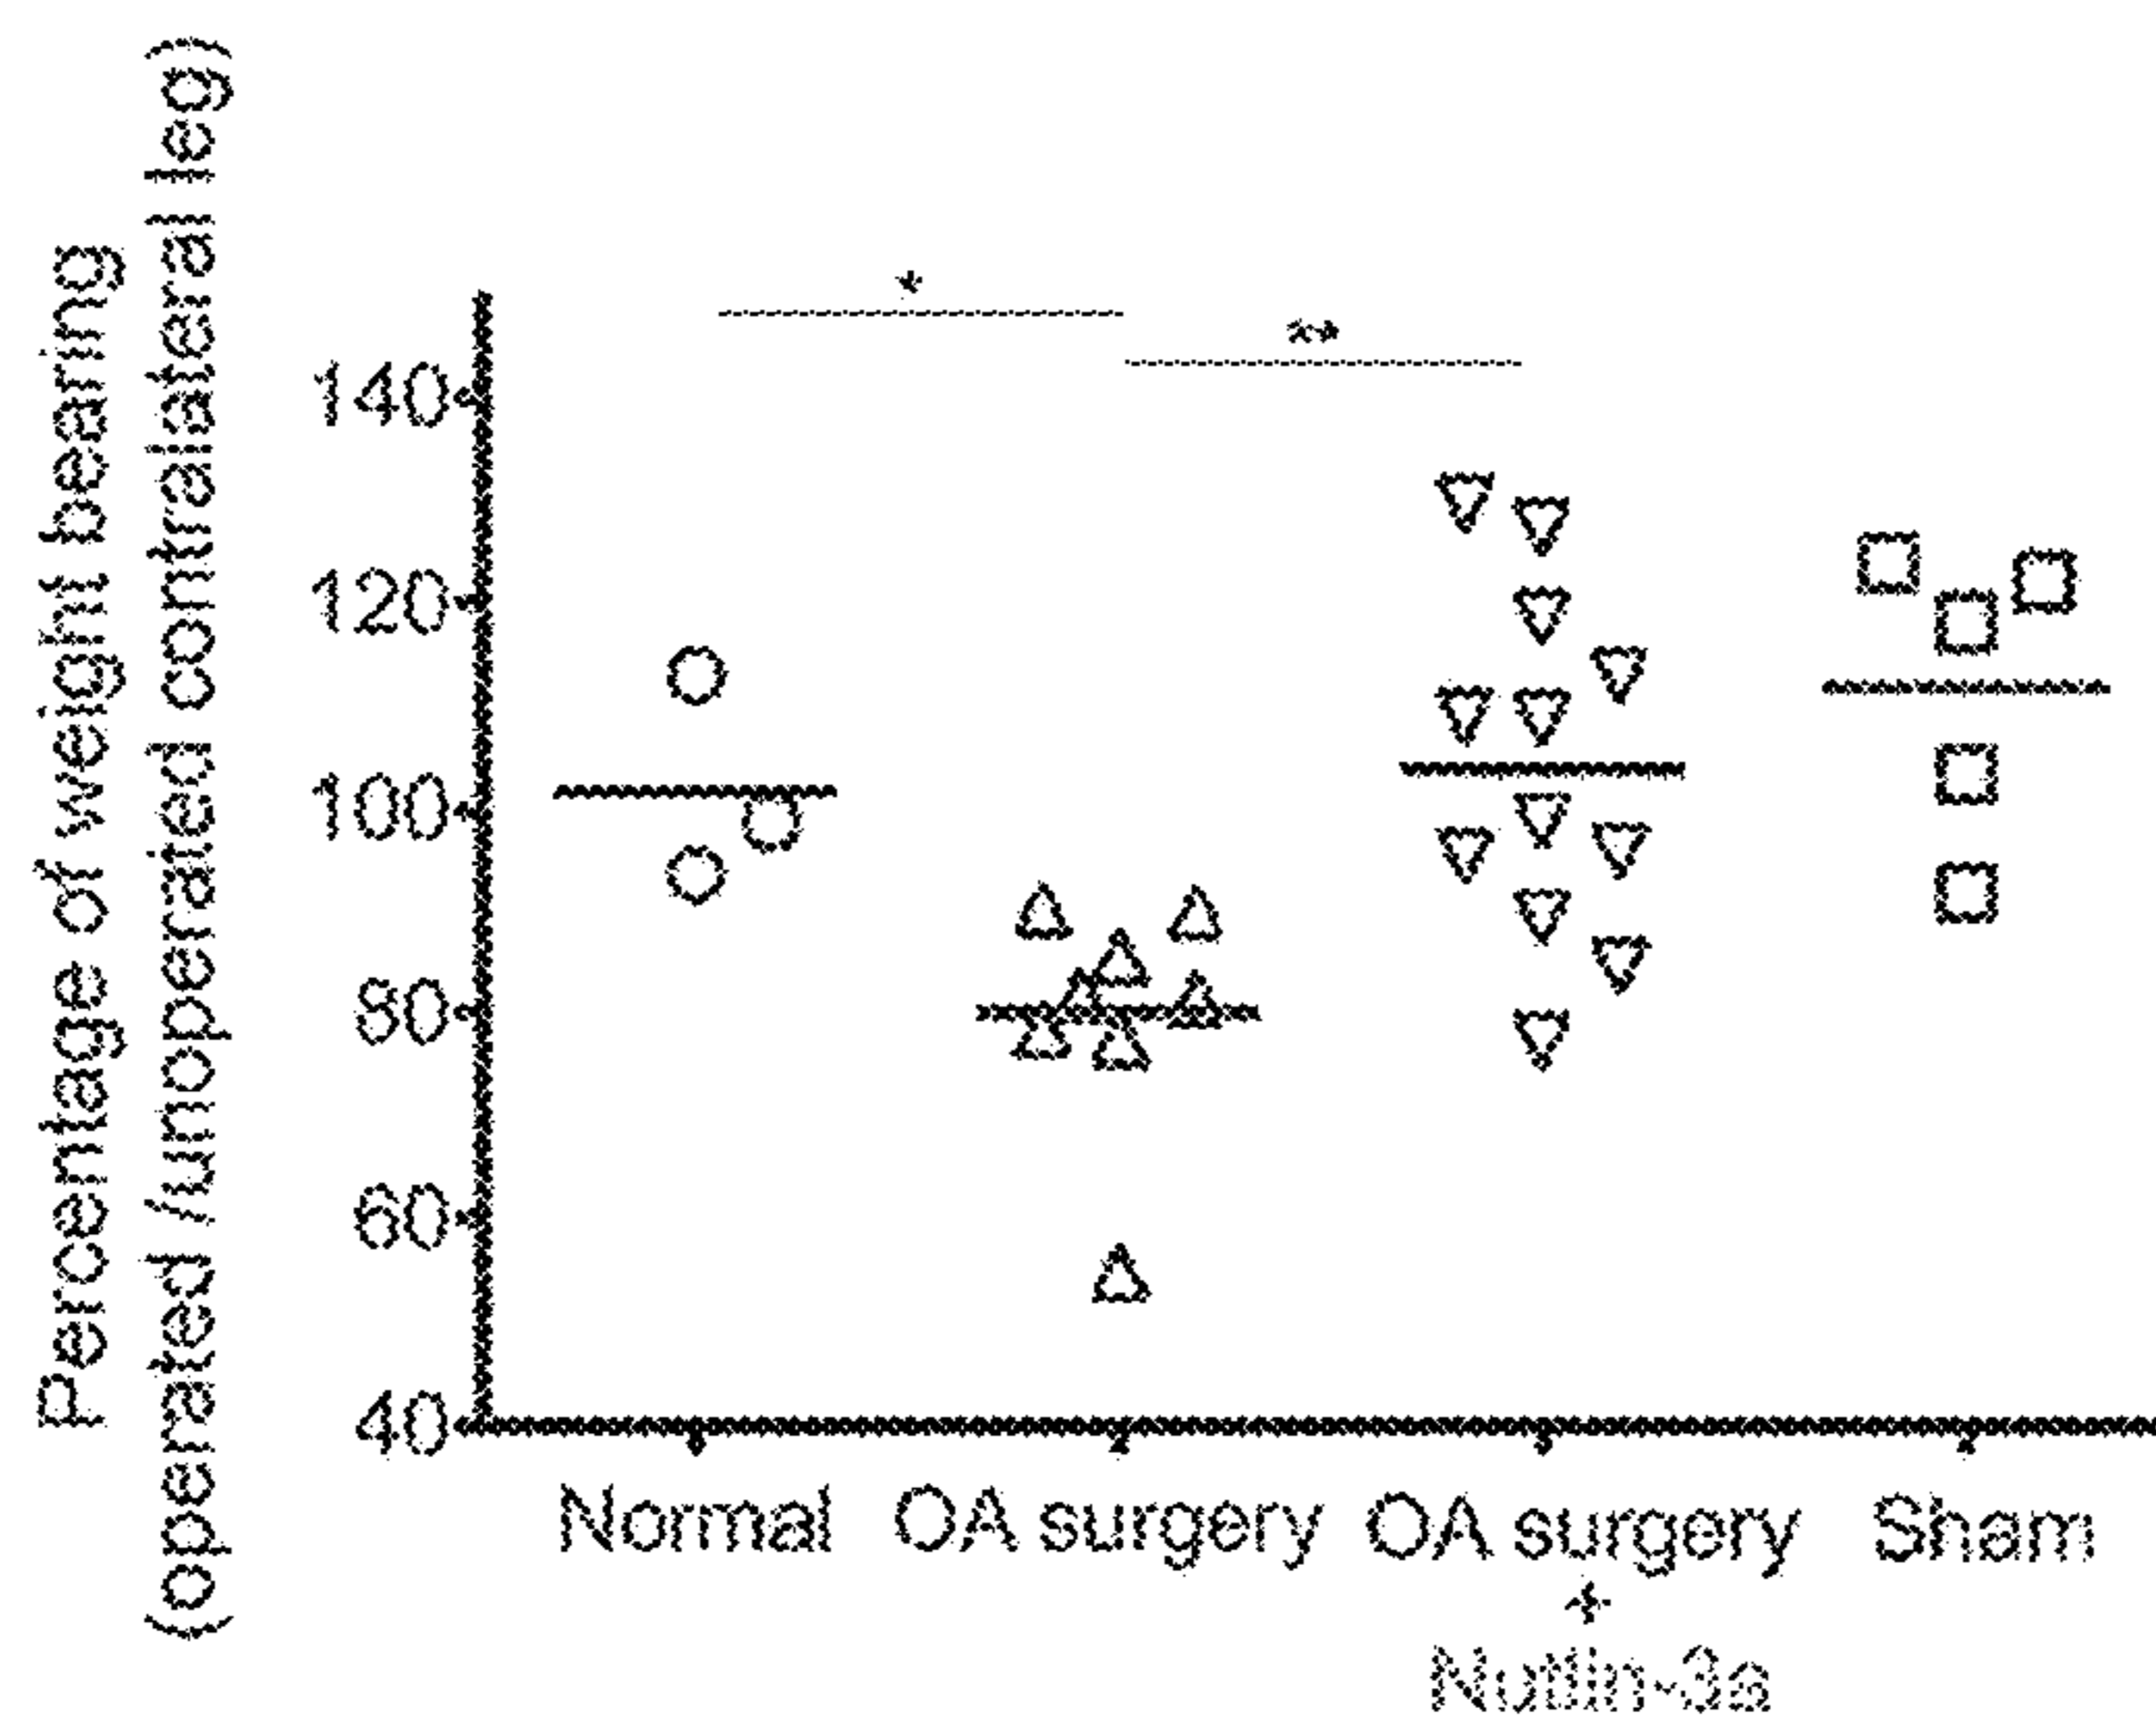 Percentage of weight bearing
(operated /unoperated contralateral leg)
*
**
140
120
100
80
60
40
Normal
OA surgery
OA surgery
+
Nutlin-3a
Sham